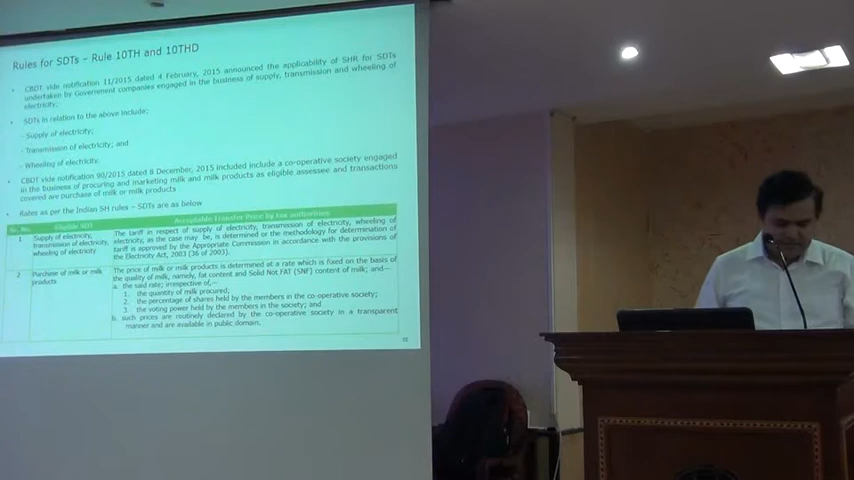 Rules for SDTs – Rule 10TH and 10THD
CBDT vide notification 11/2015 dated 4 February, 2015 announced the applicability of SHR for SDTs
undertaken by Government companies engaged in the business of supply, transmission and wheeling of
electricity;
SDTs in relation to the above include;
- Supply of electricity;
- Transmission of electricity; and
- Wheeling of electricity.
CBDT vide notification 90/2015 dated 8 December, 2015 included include a co-operative society engaged
in the business of procuring and marketing milk and milk products as eligible assessee and transactions
covered are purchase of milk or milk products
Rates as per the Indian SH rules – SDTs are as below
Sr. No. Eligible SDT Acceptable Transfer Price by tax authorities
1 Supply of electricity, transmission of electricity, wheeling of electricity
The tariff in respect of supply of electricity, transmission of electricity, wheeling of
electricity, as the case may be, is determined or the methodology for determination of
tariff is approved by the Appropriate Commission in accordance with the provisions of
the Electricity Act, 2003 (36 of 2003).
2 Purchase of milk or milk products
The price of milk or milk products is determined at a rate which is fixed on the basis of
the quality of milk, namely, fat content and Solid Not FAT (SNF) content of milk; and—
a. the said rate; irrespective of,—
1. the quantity of milk procured;
2. the percentage of shares held by the members in the co-operative society;
3. the voting power held by the members in the society; and
b. such prices are routinely declared by the co-operative society in a transparent
manner and are available in public domain.